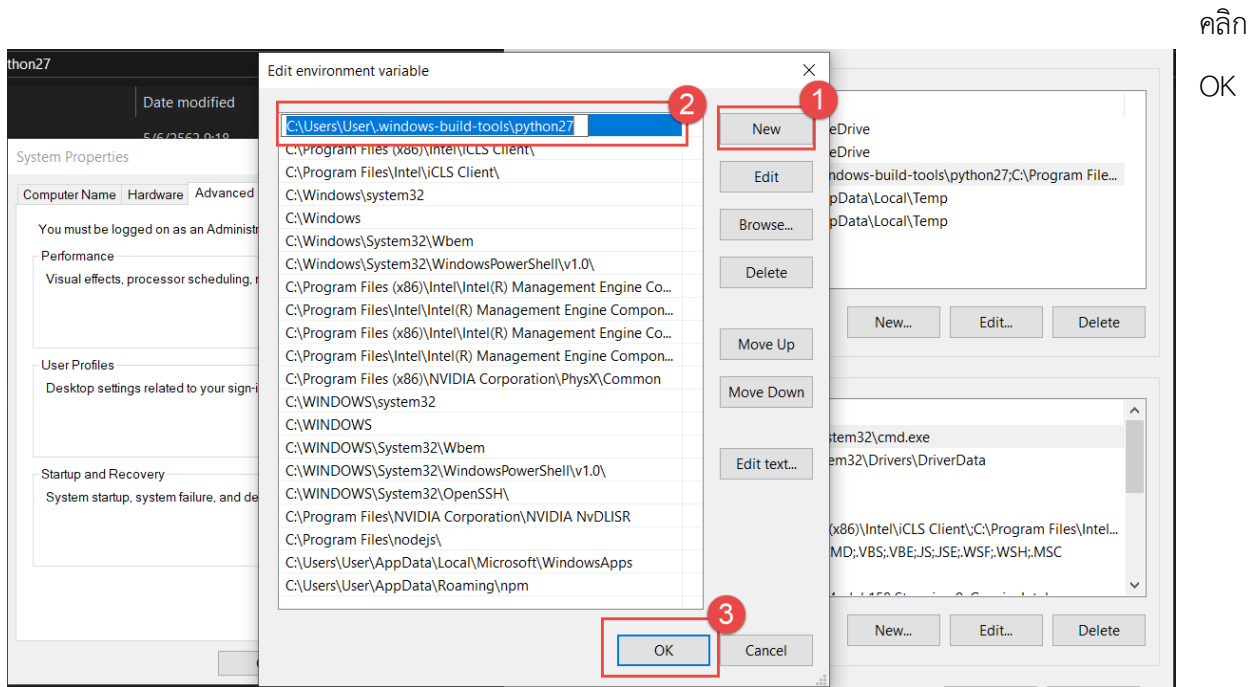 คลิก
OK
thon27
Date modified
5/6/2562 9:18
System Properties
Computer Name Hardware Advanced
You must be logged on as an Administr
Performance
Visual effects, processor scheduling, r
User Profiles
Desktop settings related to your sign-i
Startup and Recovery
System startup, system failure, and de
Edit environment variable
2
1
C:\Users\User\.windows-build-tools\python27
C:\Program Files (x86)\Intel\iCLS Client\
C:\Program Files\Intel\iCLS Client\
C:\Windows\system32
C:\Windows
C:\Windows\System32\Wbem
C:\Windows\System32\WindowsPowerShell\v1.0\
C:\Program Files (x86)\Intel\Intel(R) Management Engine Co...
C:\Program Files\Intel\Intel(R) Management Engine Compon...
C:\Program Files (x86)\Intel\Intel(R) Management Engine Co...
C:\Program Files\Intel\Intel(R) Management Engine Compon...
C:\Program Files (x86)\NVIDIA Corporation\PhysX\Common
C:\WINDOWS\system32
C:\WINDOWS
C:\WINDOWS\System32\Wbem
C:\WINDOWS\System32\WindowsPowerShell\v1.0\
C:\WINDOWS\System32\OpenSSH\
C:\Program Files\NVIDIA Corporation\NVIDIA NvDLISR
C:\Program Files\nodejs\
C:\Users\User\AppData\Local\Microsoft\WindowsApps
C:\Users\User\AppData\Roaming\npm
New
Edit
Browse...
Delete
Move Up
Move Down
Edit text...
3
OK
Cancel
eDrive
eDrive
ndows-build-tools\python27;C:\Program File...
pData\Local\Temp
pData\Local\Temp
New...
Edit...
Delete
stem32\cmd.exe
em32\Drivers\DriverData
(x86)\Intel\iCLS Client\;C:\Program Files\Intel...
MD;.VBS;.VBE;.JS;.JSE;.WSF;.WSH;.MSC
New...
Edit...
Delete